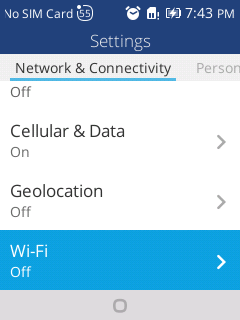 No SIM Card 55 7:43 PM
Settings
Network & Connectivity Person
Off
Cellular & Data
On
Geolocation
Off
Wi-Fi
Off